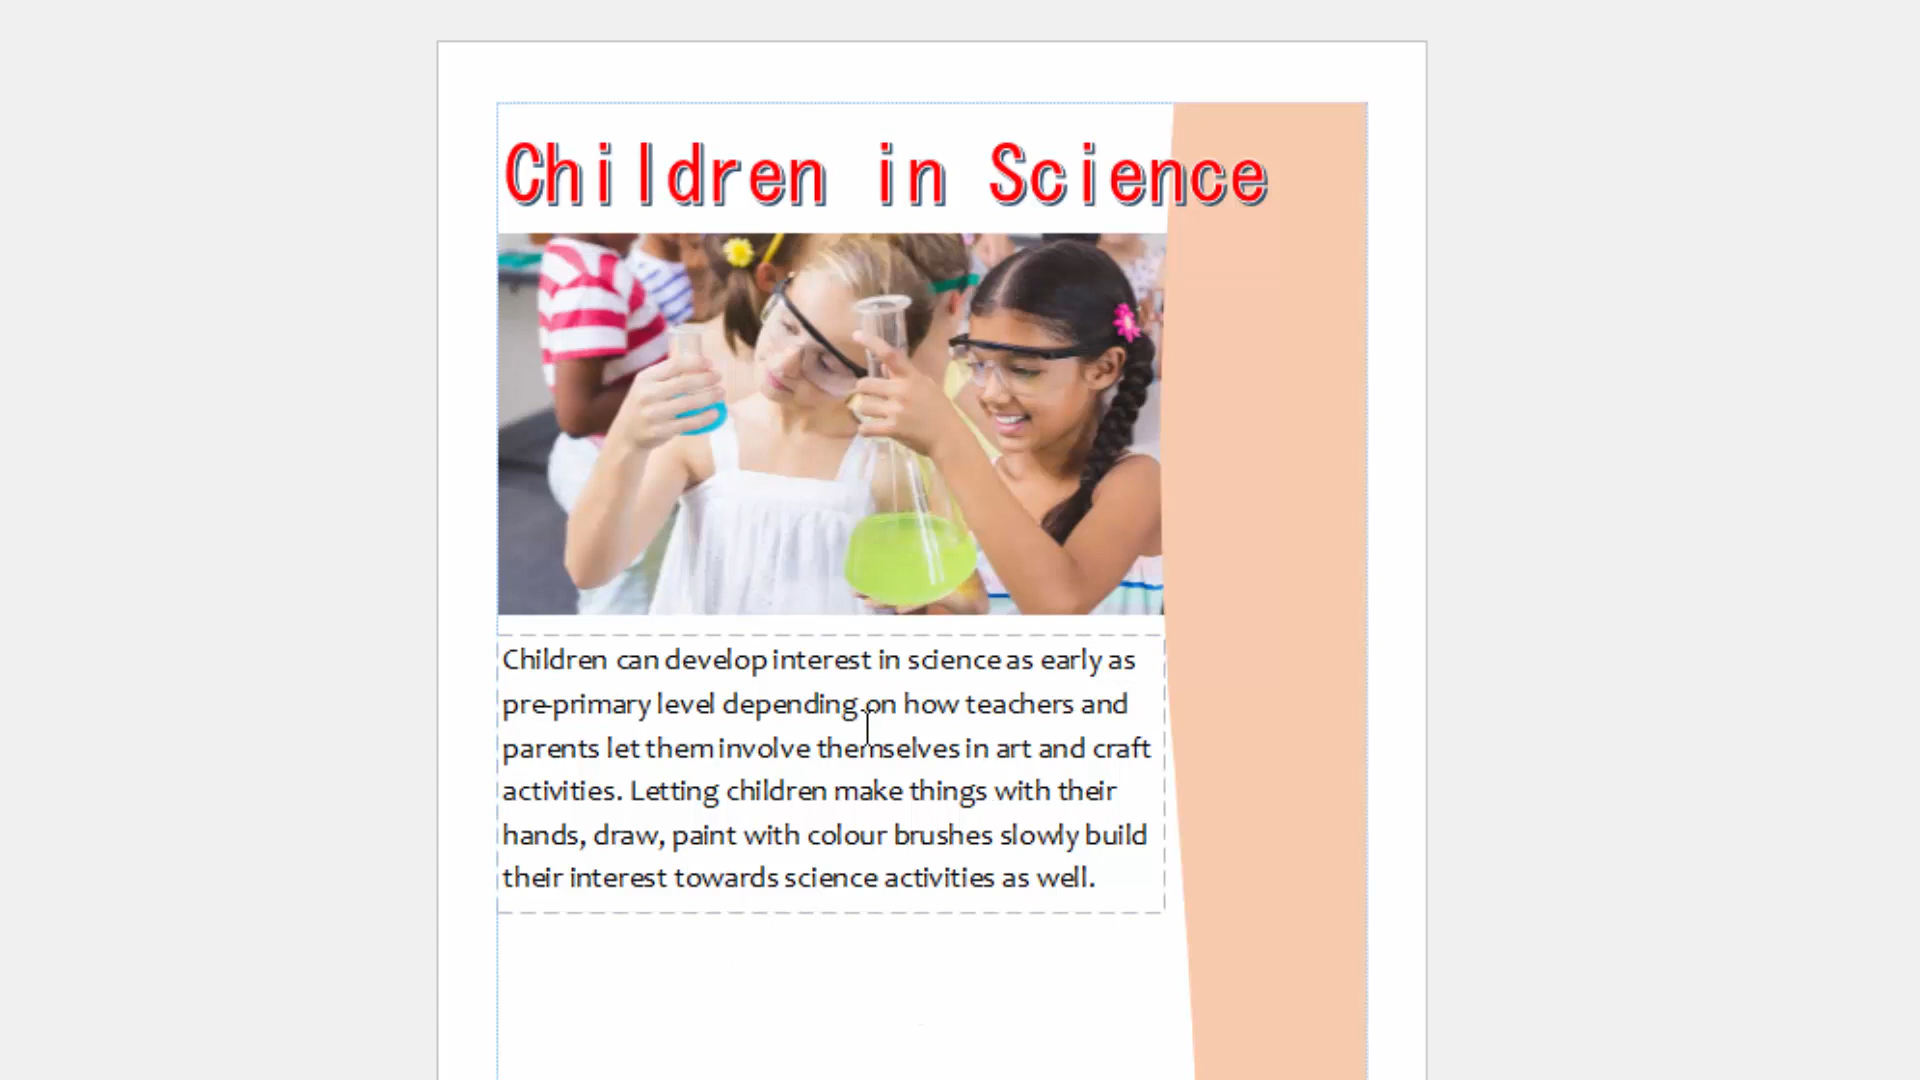 Children in Science
Children can develop interest in science as early as
pre-primary level depending on how teachers and
parents let them involve themselves in art and craft
activities. Letting children make things with their
hands, draw, paint with colour brushes slowly build
their interest towards science activities as well.